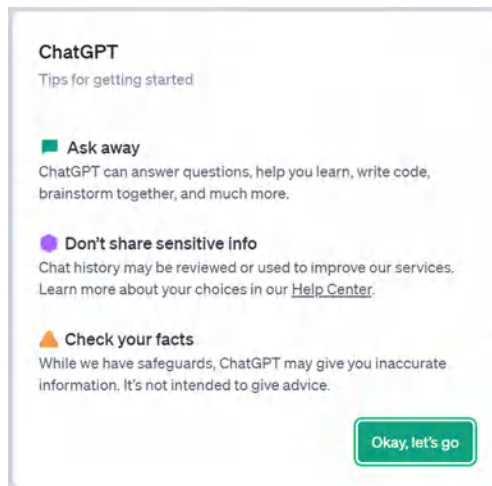 ChatGPT
Tips for getting started
Ask away
ChatGPT can answer questions, help you learn, write code,
brainstorm together, and much more.
Don't share sensitive info
Chat history may be reviewed or used to improve our services.
Learn more about your choices in our Help Center.
Check your facts
While we have safeguards, ChatGPT may give you inaccurate
information. It's not intended to give advice.
Okay, let's go